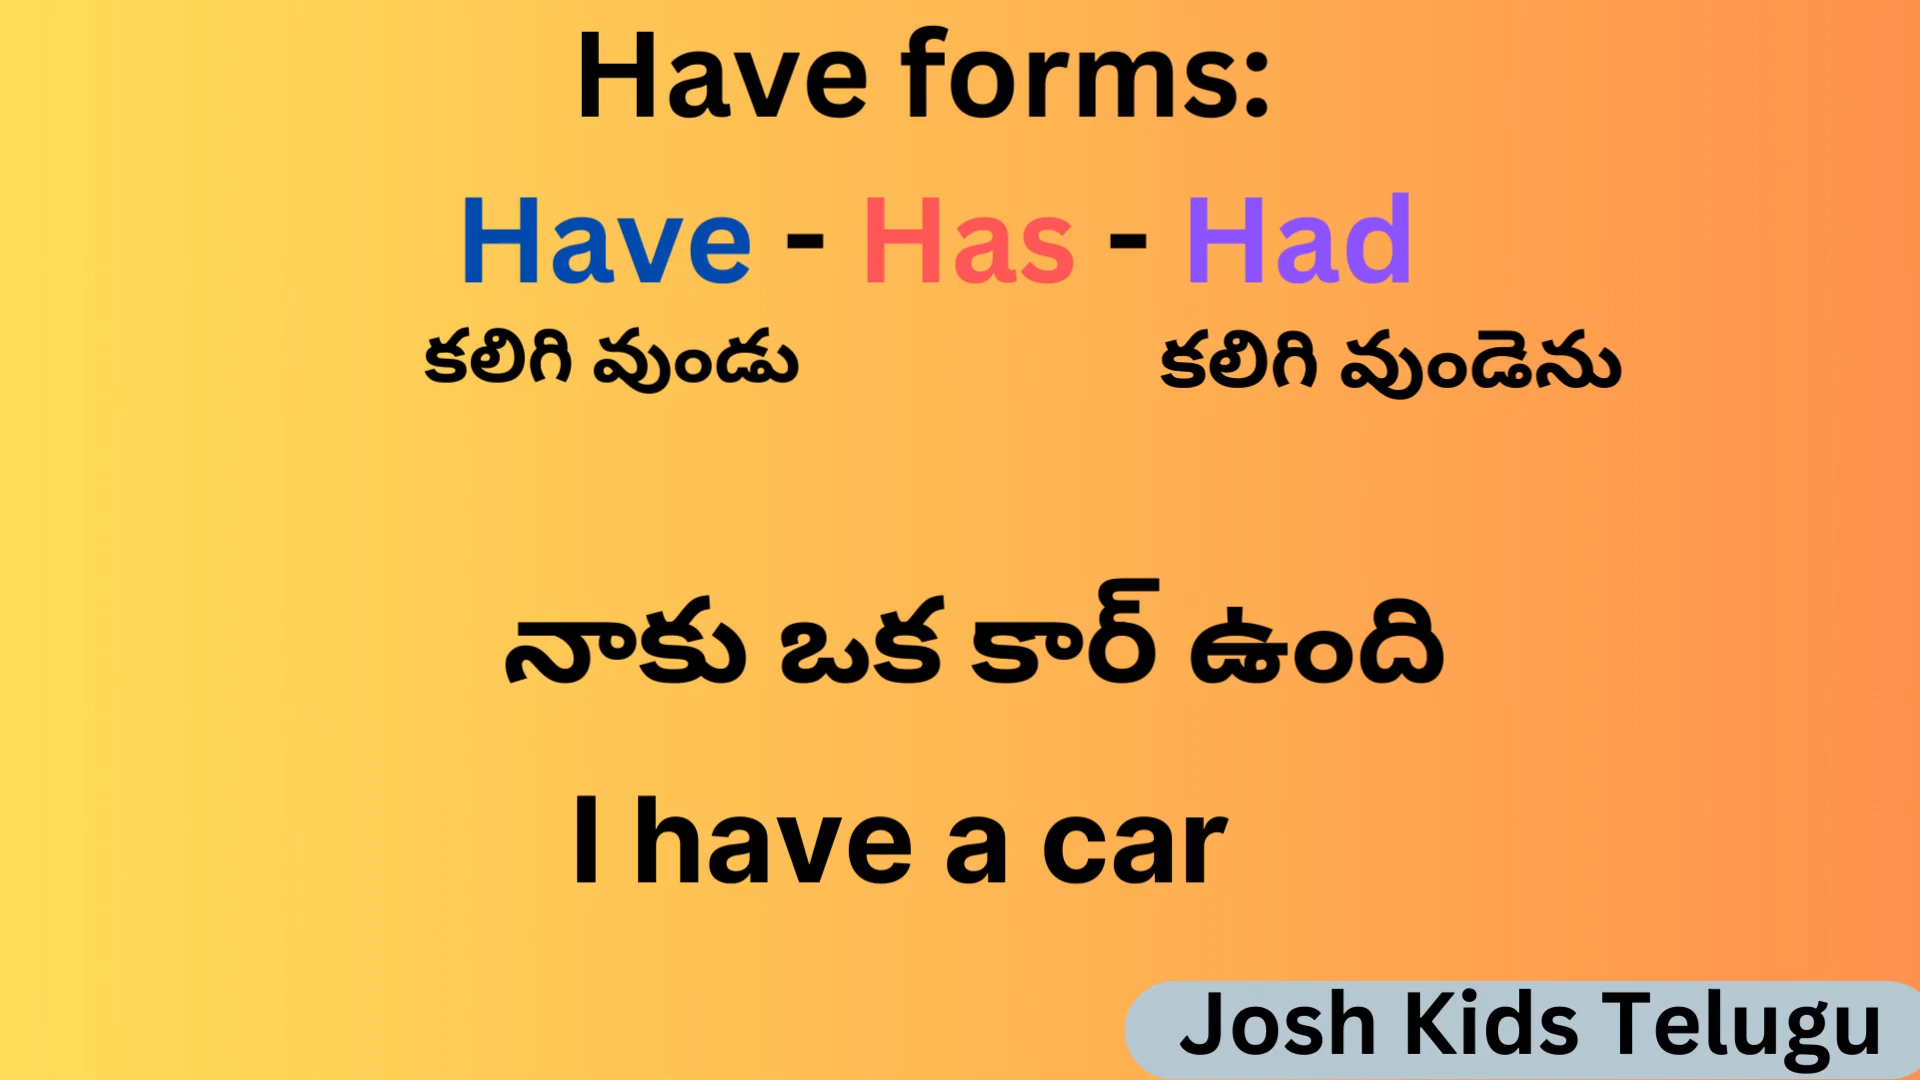 Have forms:
Have - Has - Had
కలిగి వుండు కలిగి వుండెను
నాకు ఒక కార్ ఉంది
I have a car
Josh Kids Telugu